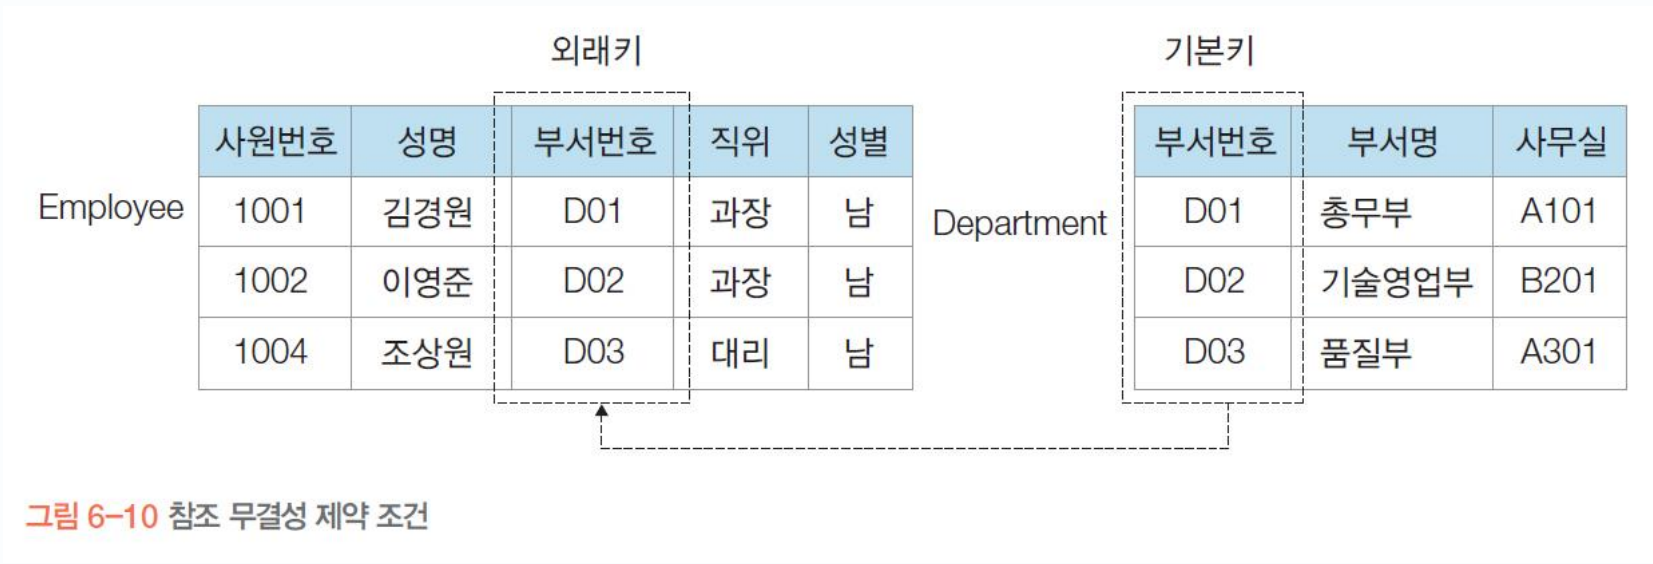 외래키
기본키
Employee
사원번호 성명 부서번호 직위 성별
1001 김경원 D01 과장 남
1002 이영준 D02 과장 남
1004 조상원 D03 대리 남
Department
부서번호 부서명 사무실
D01 총무부 A101
D02 기술영업부 B201
D03 품질부 A301
그림 6-10 참조 무결성 제약 조건